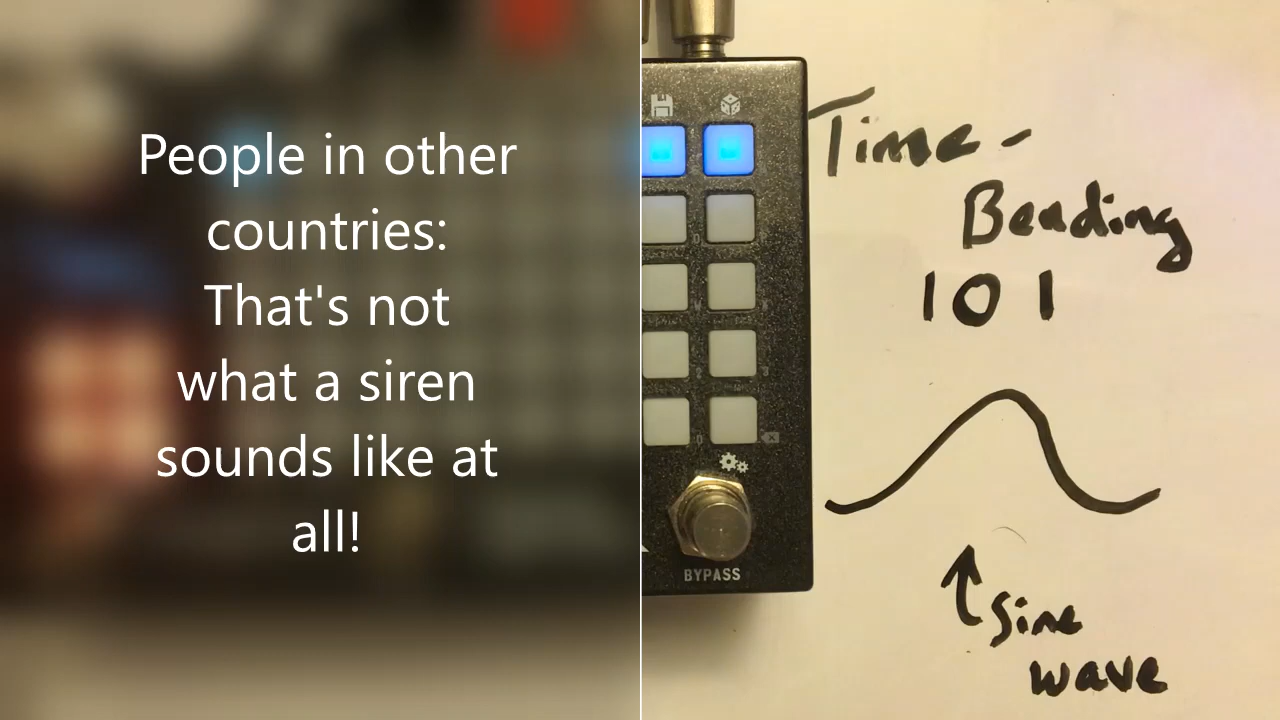 People in other
countries:
That's not
what a siren
sounds like at
all!
Time-
Bending
101
BYPASS
Sine
wave